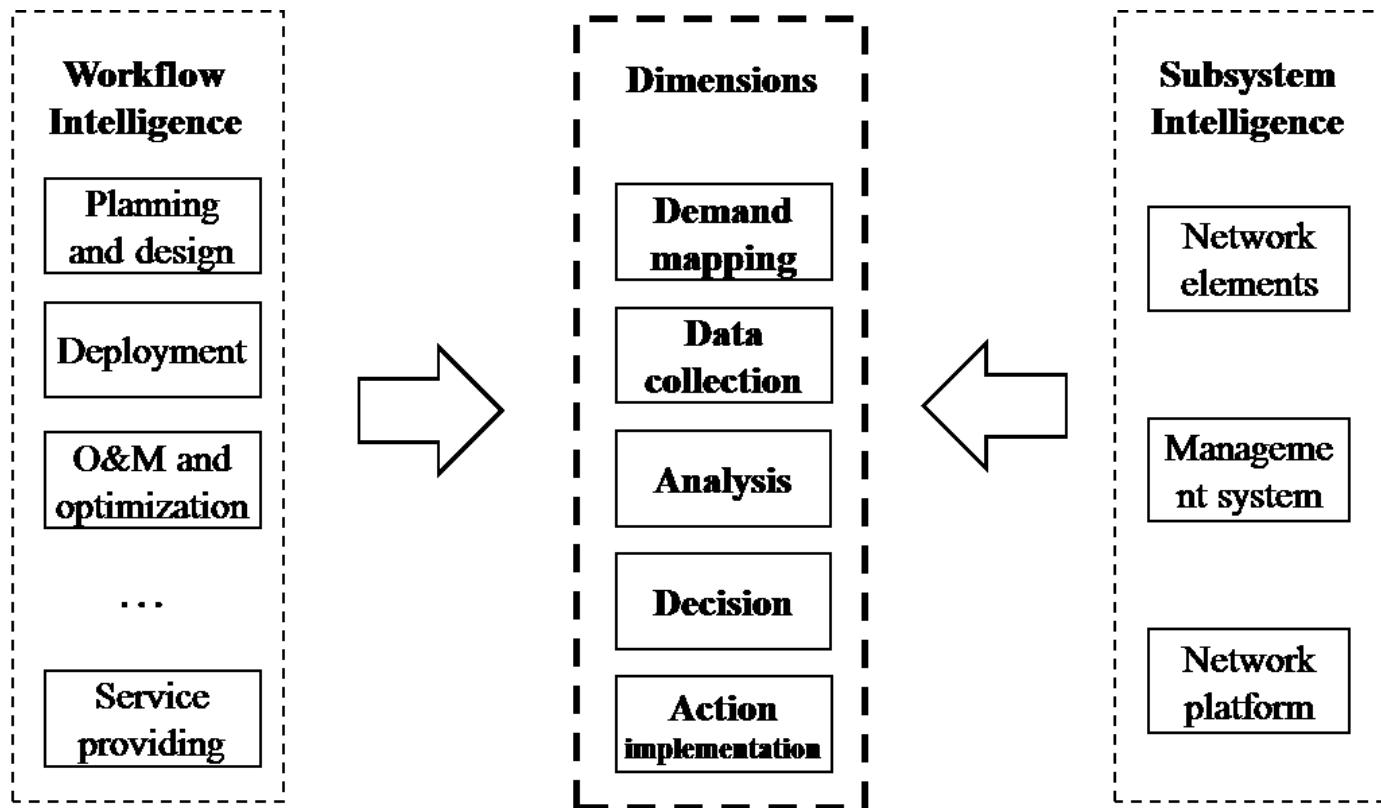 Workflow
Intelligence
Planning
and design
Deployment
O&M and
optimization
...
Service
providing
Dimensions
Demand
mapping
Data
collection
Analysis
Decision
Action
implementation
Subsystem
Intelligence
Network
elements
Manageme
nt system
Network
platform